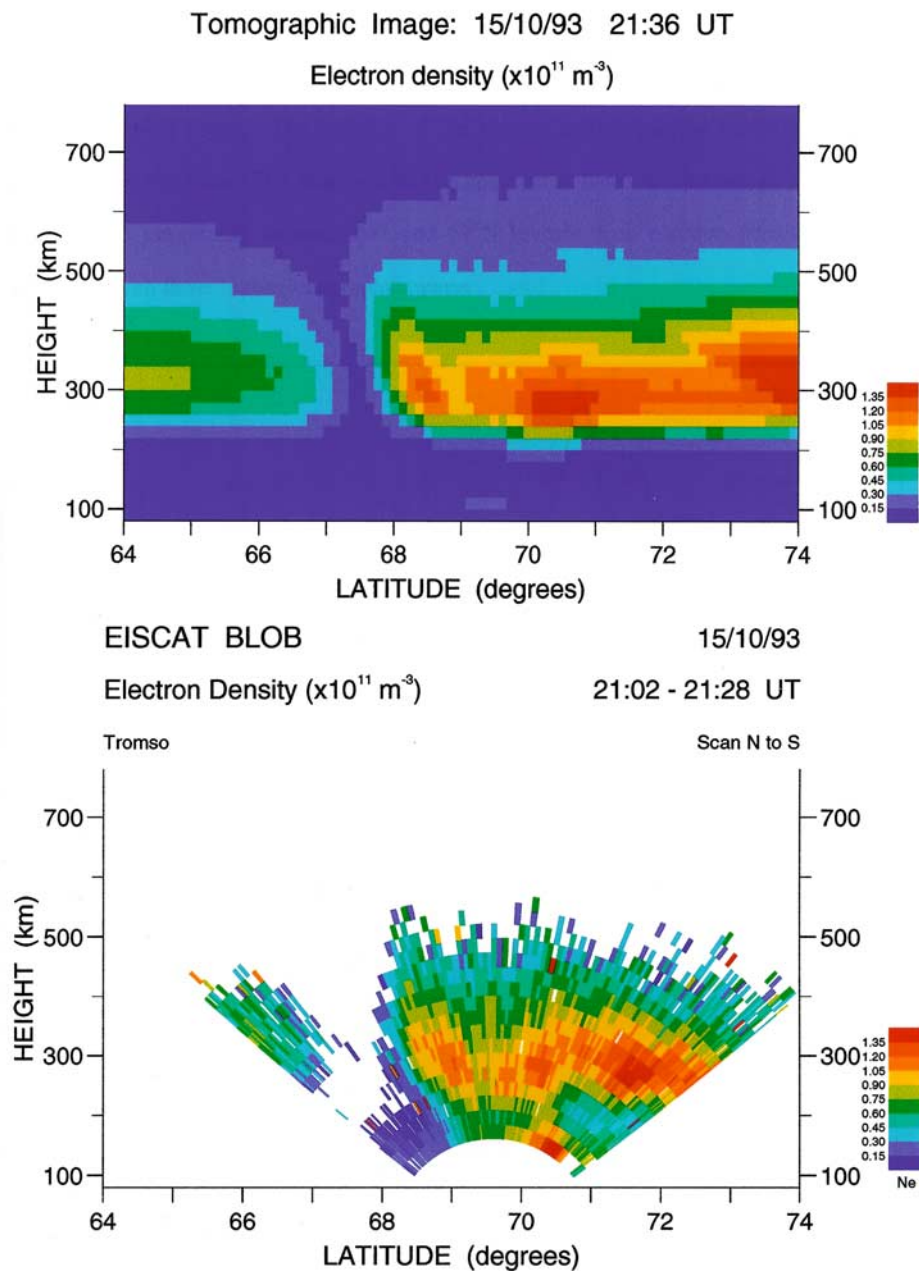 Tomographic Image: 15/10/93 21:36 UT
Electron density (x10¹¹ m⁻³)
700 700
500 500
300 300
100 100
HEIGHT (km)
64 66 68 70 72 74
LATITUDE (degrees)
1.35
1.20
1.05
0.90
0.75
0.60
0.45
0.30
0.15
EISCAT BLOB 15/10/93
Electron Density (x10¹¹ m⁻³) 21:02 - 21:28 UT
Tromso Scan N to S
700 700
500 500
300 300
100 100
HEIGHT (km)
64 66 68 70 72 74
LATITUDE (degrees)
1.35
1.20
1.05
0.90
0.75
0.60
0.45
0.30
0.15
Ne